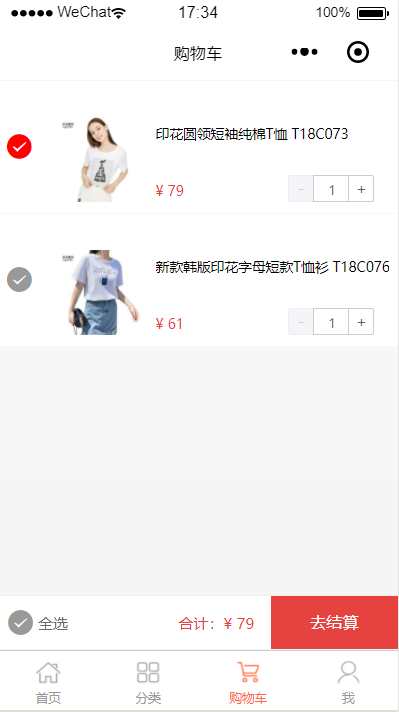 ●●●●● WeChat 17:34 100%
购物车
印花圆领短袖纯棉T恤 T18C073
¥ 79 - 1 +
新款韩版印花字母短款T恤衫 T18C076
¥ 61 - 1 +
全选 合计：¥ 79 去结算
首页 分类 购物车 我